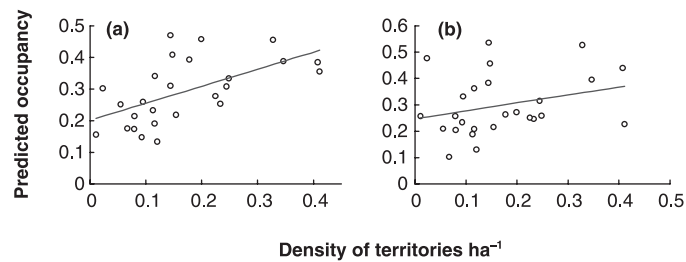 Predicted occupancy
(a)
0.5
0.4
0.3
0.2
0.1
0
0 0.1 0.2 0.3 0.4
(b)
0.6
0.5
0.4
0.3
0.2
0.1
0
0 0.1 0.2 0.3 0.4 0.5
Density of territories ha⁻¹